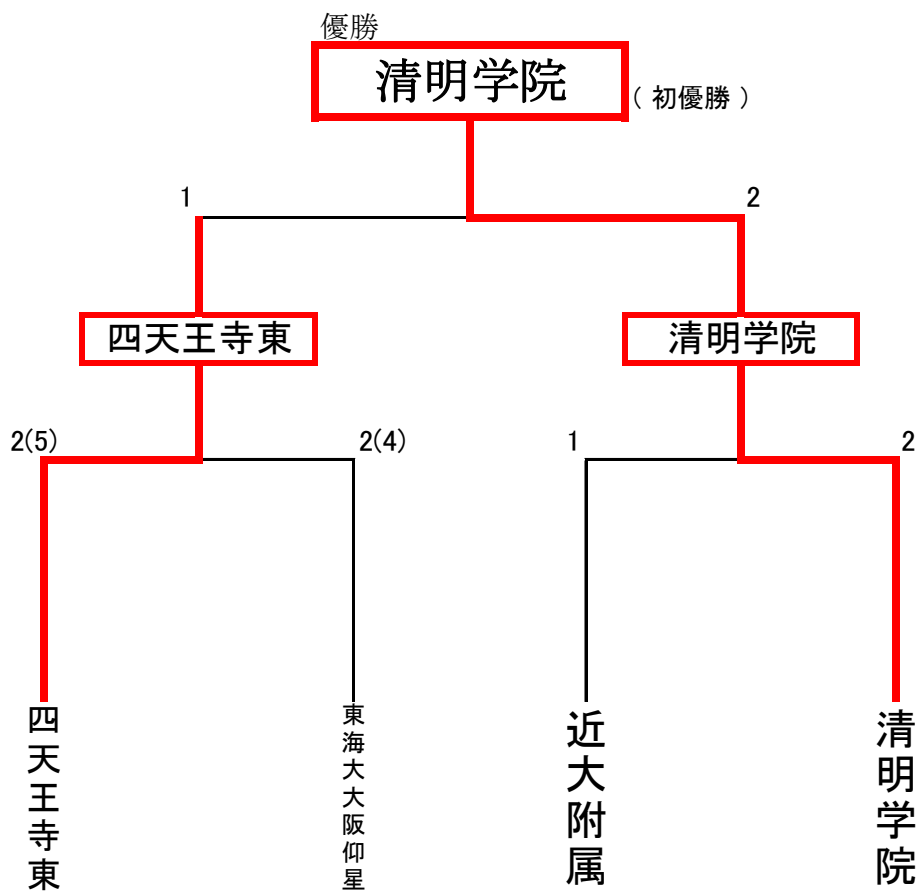 優勝
清明学院
( 初優勝 )
1
2
四天王寺東
清明学院
2(5)
2(4)
1
2
四天王寺東
東海大大阪仰星
近大附属
清明学院